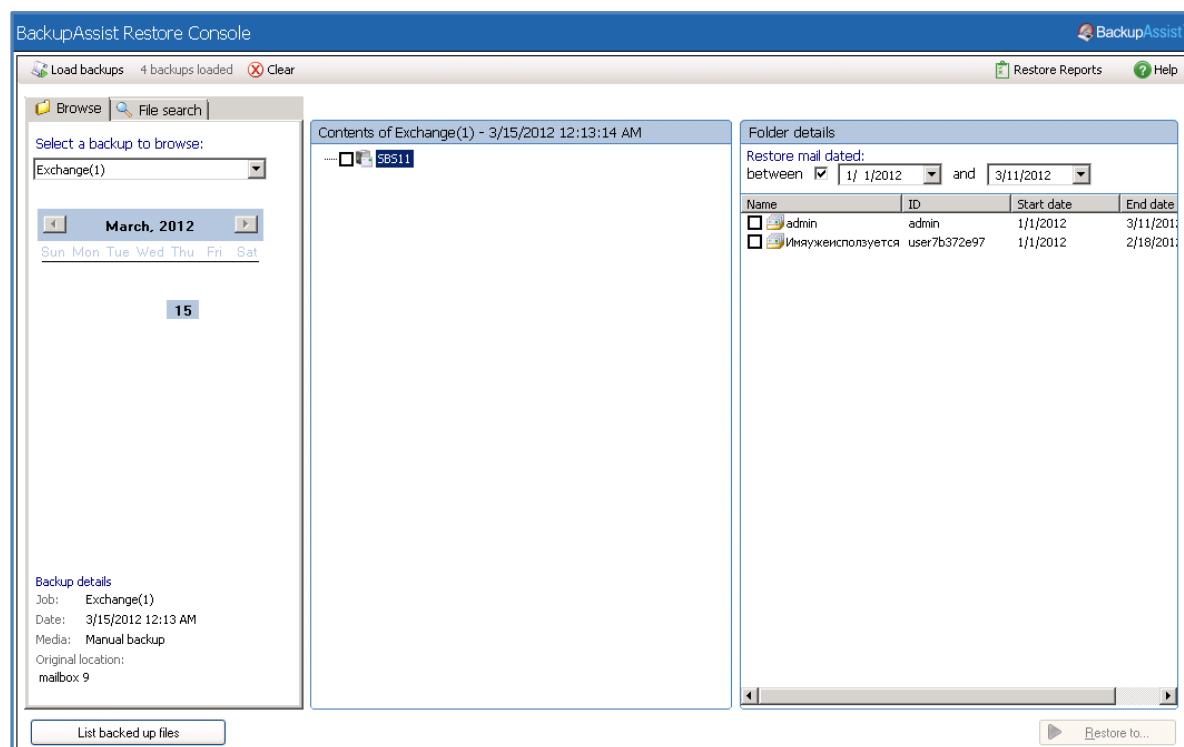 BackupAssist Restore Console
BackupAssist
Load backups 4 backups loaded Clear Restore Reports Help
Browse File search
Select a backup to browse:
Exchange(1)
March, 2012
Sun Mon Tue Wed Thu Fri Sat
15
Backup details
Job: Exchange(1)
Date: 3/15/2012 12:13 AM
Media: Manual backup
Original location:
mailbox 9
List backed up files
Contents of Exchange(1) - 3/15/2012 12:13:14 AM
SBS11
Folder details
Restore mail dated:
between 1/ 1/2012 and 3/11/2012
Name ID Start date End date
admin admin 1/1/2012 3/11/201
Имяужеисползуется user7b372e97 1/1/2012 2/18/201
Restore to...